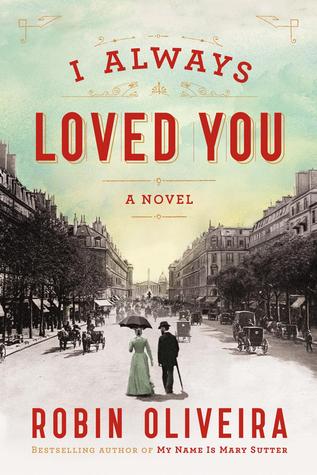 I ALWAYS
LOVED YOU
A NOVEL
ROBIN OLIVEIRA
BESTSELLING AUTHOR OF MY NAME IS MARY SUTTER